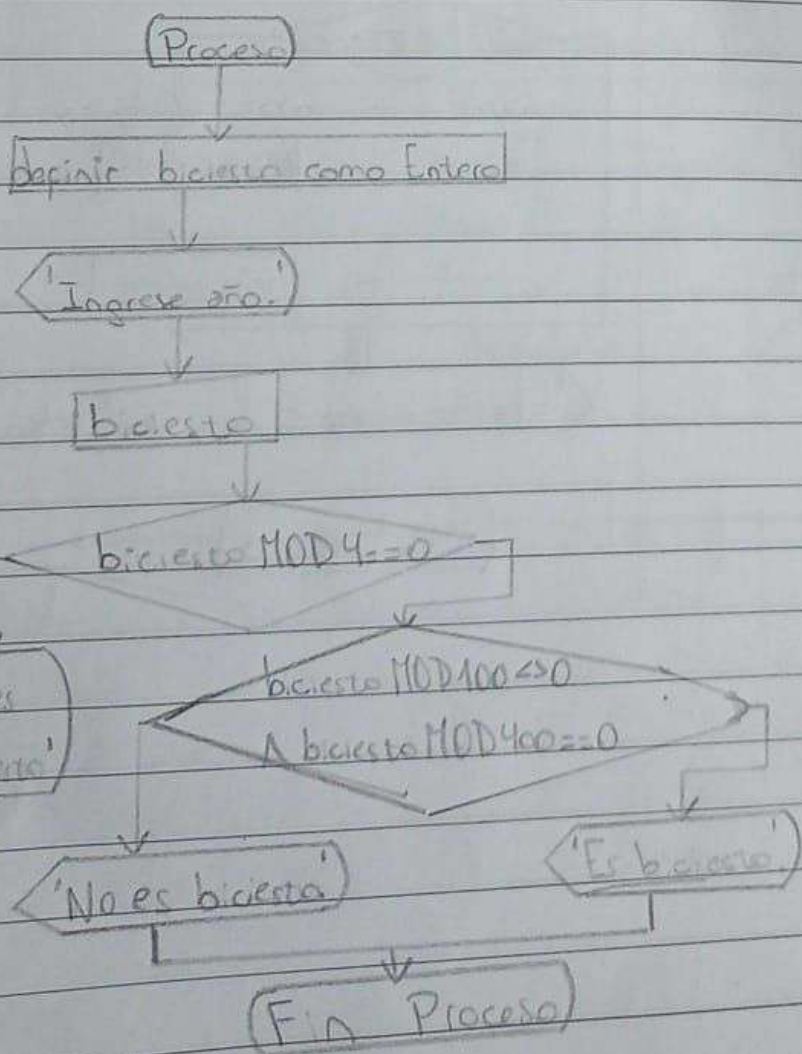 Proceso
Definir biciesto como Entero
'Ingrese año.'
biciesto
biciesto MOD 4==0
biciesto MOD 100<>0
Λ biciesto MOD 400==0
'No es biciesto'
'Es biciesto.'
Fin Proceso